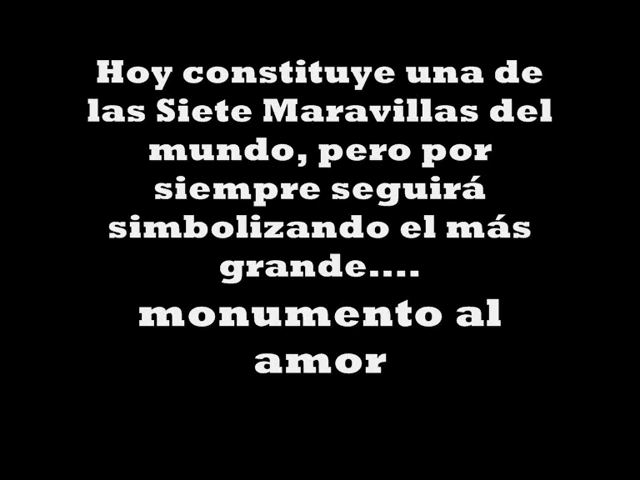 Hoy constituye una de
las Siete Maravillas del
mundo, pero por
siempre seguirá
simbolizando el más
grande....
monumento al
amor